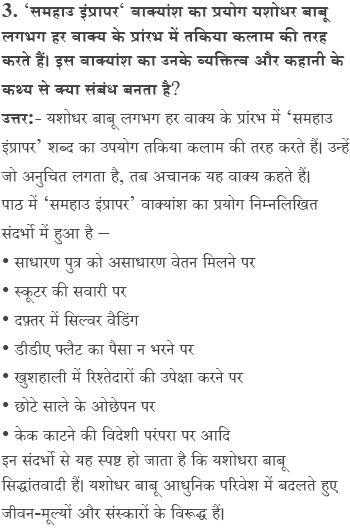 3. ‘समहाउ इंप्रापर‘ वाक्यांश का प्रयोग यशोधर बाबू
लगभग हर वाक्य के प्रारंभ में तकिया कलाम की तरह
करते हैं। इस वाक्यांश का उनके व्यक्तित्व और कहानी के
कथ्य से क्या संबंध बनता है?
उत्तर:- यशोधर बाबू लगभग हर वाक्य के प्रारंभ में ‘समहाउ
इंप्रापर’ शब्द का उपयोग तकिया कलाम की तरह करते हैं। उन्हें
जो अनुचित लगता है, तब अचानक यह वाक्य कहते हैं।
पाठ में ‘समहाउ इंप्रापर’ वाक्यांश का प्रयोग निम्नलिखित
संदर्भो में हुआ है –
• साधारण पुत्र को असाधारण वेतन मिलने पर
• स्कूटर की सवारी पर
• दफ़्तर में सिल्वर वैडिंग
• डीडीए फ्लैट का पैसा न भरने पर
• खुशहाली में रिश्तेदारों की उपेक्षा करने पर
• छोटे साले के ओछेपन पर
• केक काटने की विदेशी परंपरा पर आदि
इन संदर्भो से यह स्पष्ट हो जाता है कि यशोधरा बाबू
सिद्धांतवादी हैं। यशोधर बाबू आधुनिक परिवेश में बदलते हुए
जीवन-मूल्यों और संस्कारों के विरूद्ध हैं।